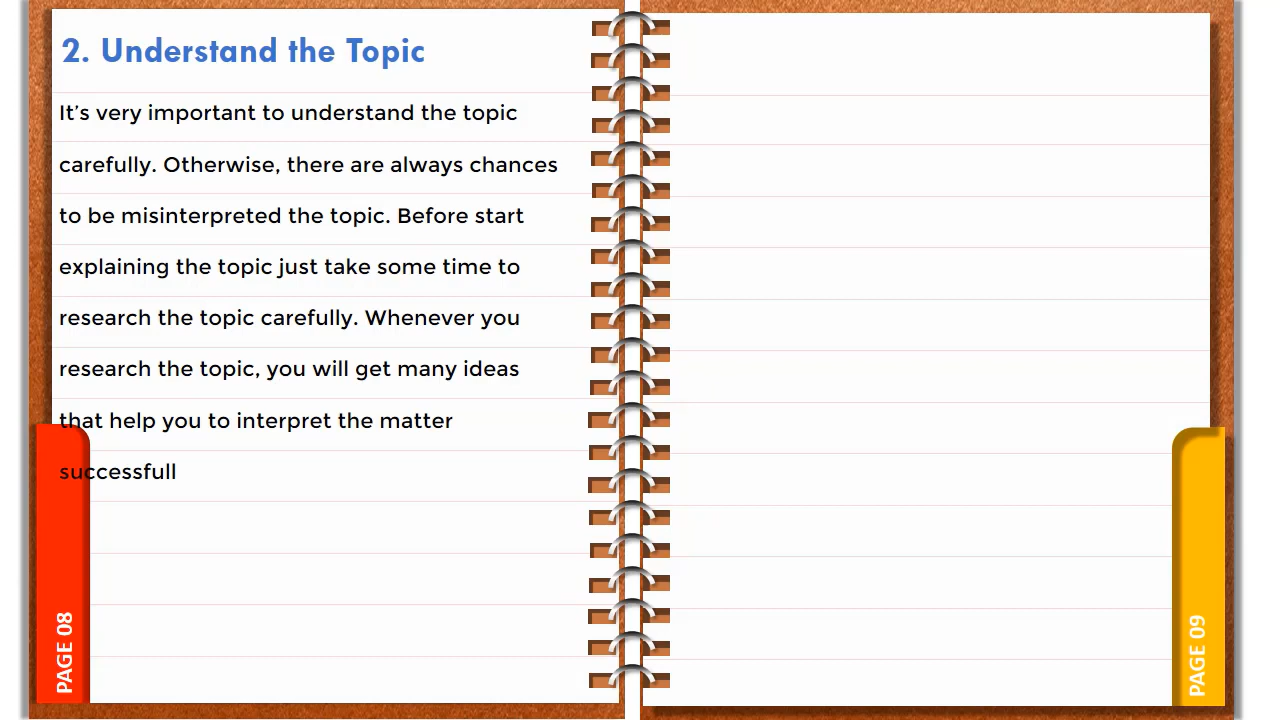 2. Understand the Topic
It's very important to understand the topic
carefully. Otherwise, there are always chances
to be misinterpreted the topic. Before start
explaining the topic just take some time to
research the topic carefully. Whenever you
research the topic, you will get many ideas
that help you to interpret the matter
successfull
PAGE 08
PAGE 09